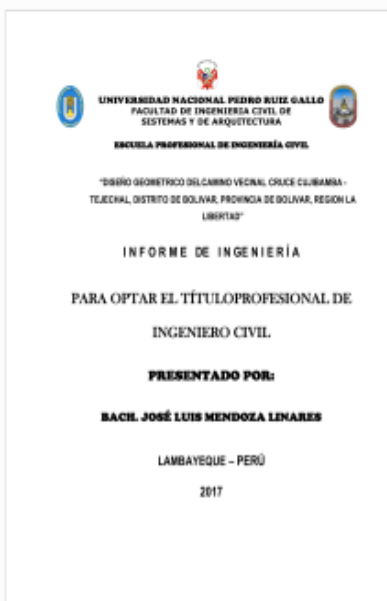 UNIVERSIDAD NACIONAL PEDRO RUIZ GALLO
FACULTAD DE INGENIERIA CIVIL DE
SISTEMAS Y DE ARQUITECTURA
ESCUELA PROFESIONAL DE INGENIERÍA CIVIL
"DISEÑO GEOMETRICO DELCAMINO VECINAL CRUCE CUJIBAMBA -
TEJECHAL, DISTRITO DE BOLIVAR, PROVINCIA DE BOLIVAR, REGION LA
LIBERTAD"
INFORME DE INGENIERÍA
PARA OPTAR EL TÍTULOPROFESIONAL DE
INGENIERO CIVIL
PRESENTADO POR:
BACH. JOSÉ LUIS MENDOZA LINARES
LAMBAYEQUE – PERÚ
2017